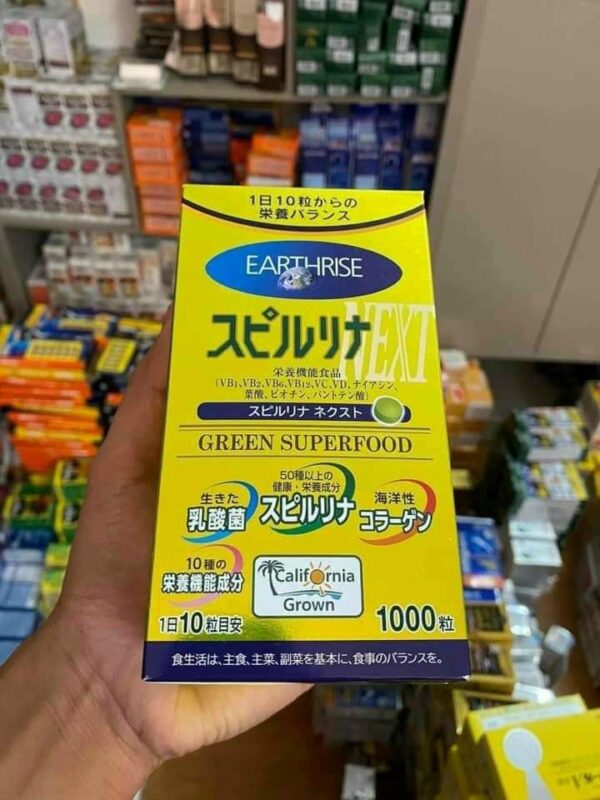 1日10粒からの
栄養バランス
EARTHRISE
スピルリナ
NEXT
栄養機能食品
(VB1、VB2、VB6、VB12、VC、VD、ナイアシン、
葉酸、ビオチン、パントテン酸)
スピルリナ ネクスト
GREEN SUPERFOOD
生きた
乳酸菌
50種以上の
健康・栄養成分
スピルリナ
海洋性
コラーゲン
10種の
栄養機能成分
California
Grown
1日10粒目安
1000粒
食生活は、主食、主菜、副菜を基本に、食事のバランスを。